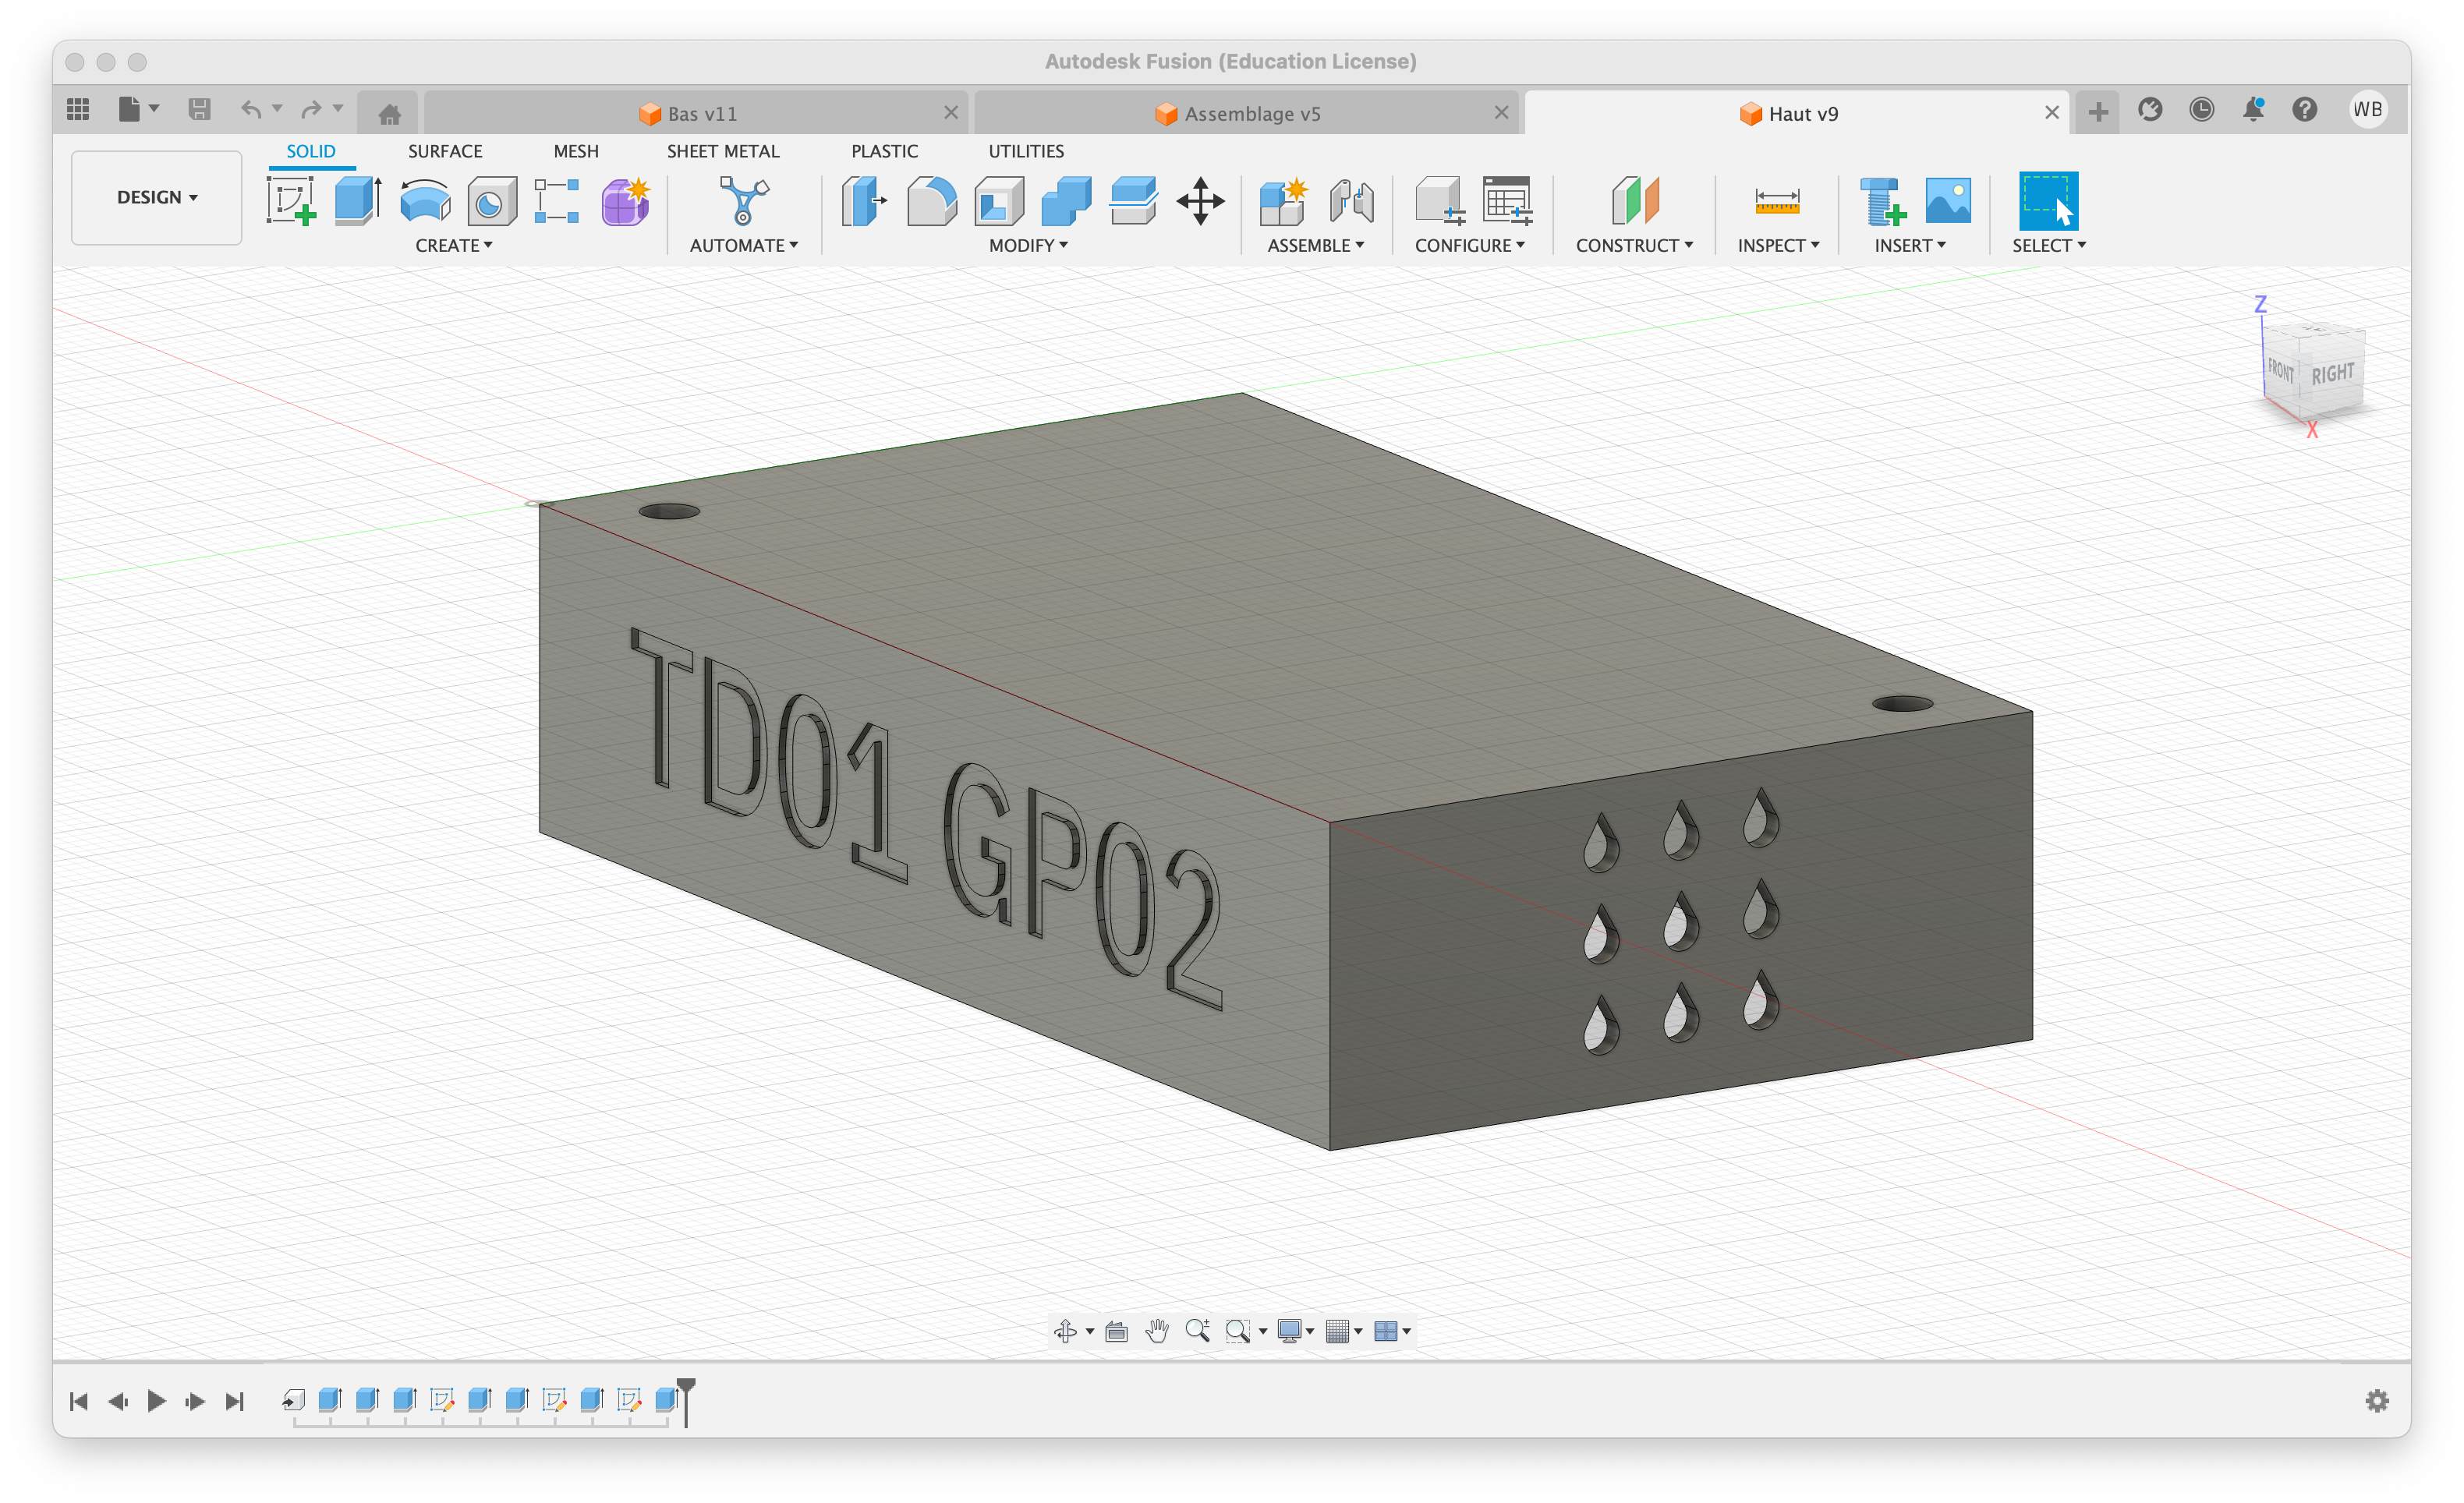 Autodesk Fusion (Education License)
Bas v11
Assemblage v5
Haut v9
WB
DESIGN
SOLID
SURFACE
MESH
SHEET METAL
PLASTIC
UTILITIES
CREATE
AUTOMATE
MODIFY
ASSEMBLE
CONFIGURE
CONSTRUCT
INSPECT
INSERT
SELECT
Z
FRONT
RIGHT
X
TD01 GP02